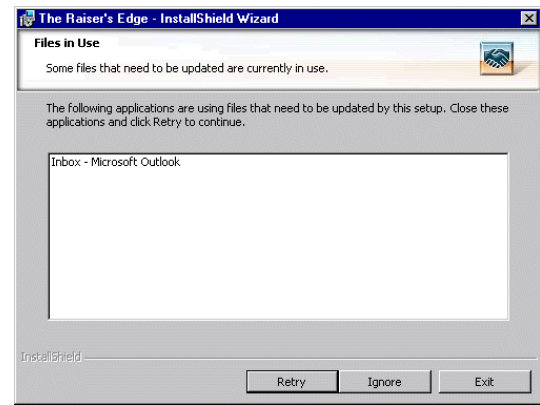 The Raiser's Edge - InstallShield Wizard
Files in Use
Some files that need to be updated are currently in use.
The following applications are using files that need to be updated by this setup. Close these
applications and click Retry to continue.
Inbox - Microsoft Outlook
InstallShield
Retry Ignore Exit